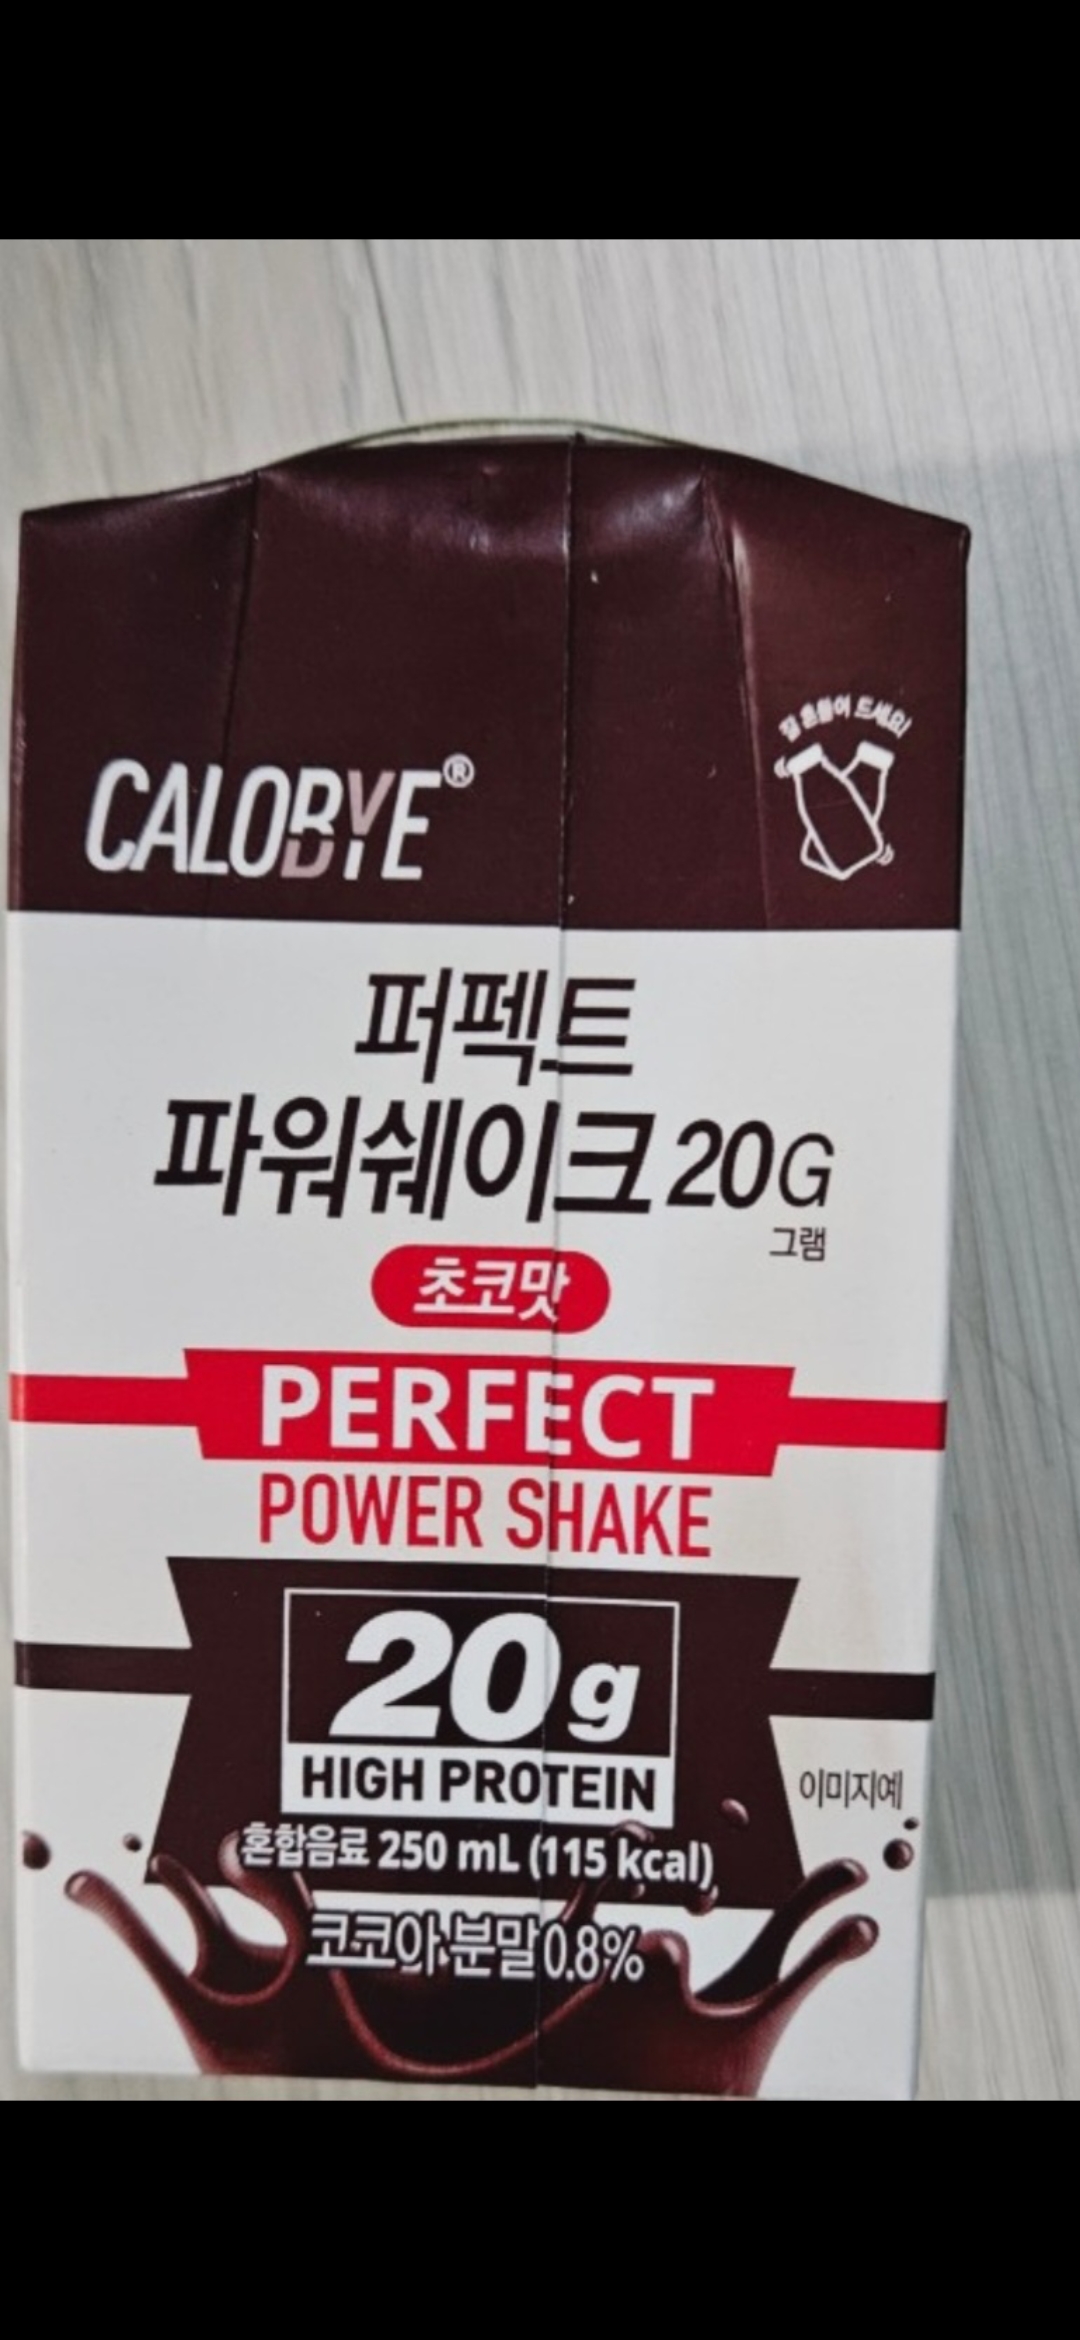 CALOBYE®
잘 흔들어 드세요!
퍼펙트
파워쉐이크 20G
그램
초코맛
PERFECT
POWER SHAKE
20g
HIGH PROTEIN
이미지예
혼합음료 250 mL (115 kcal)
코코아 분말 0.8%